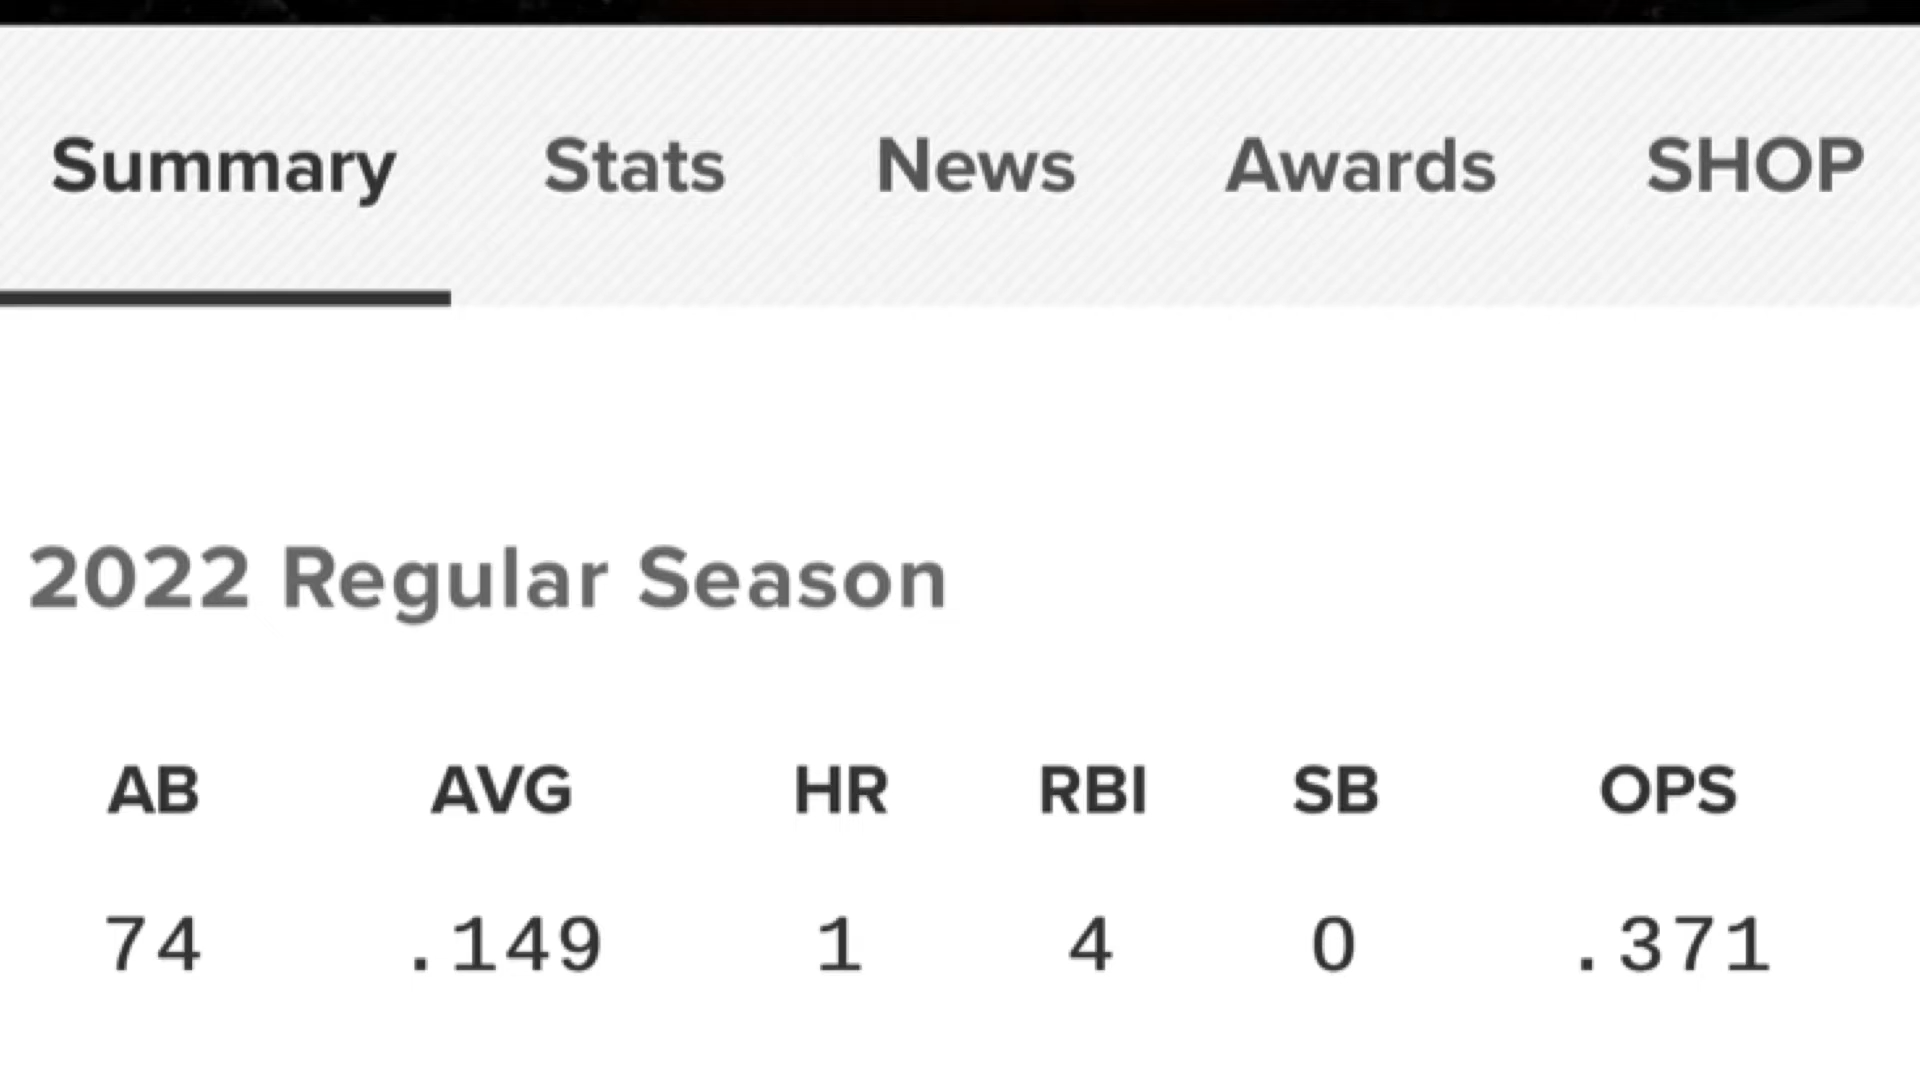 Summary Stats News Awards SHOP
2022 Regular Season
AB AVG HR RBI SB OPS
74 .149 1 4 0 .371